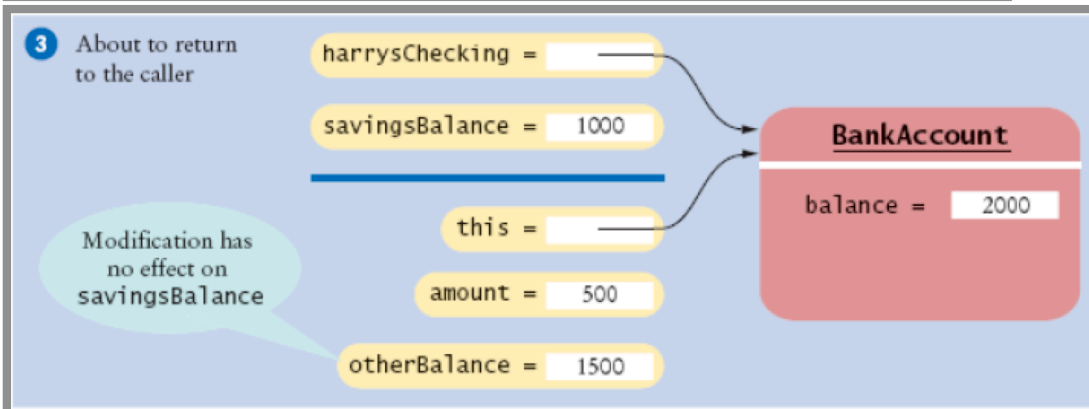 3 About to return
to the caller
harrysChecking =
savingsBalance = 1000
BankAccount
balance = 2000
this =
amount = 500
otherBalance = 1500
Modification has
no effect on
savingsBalance